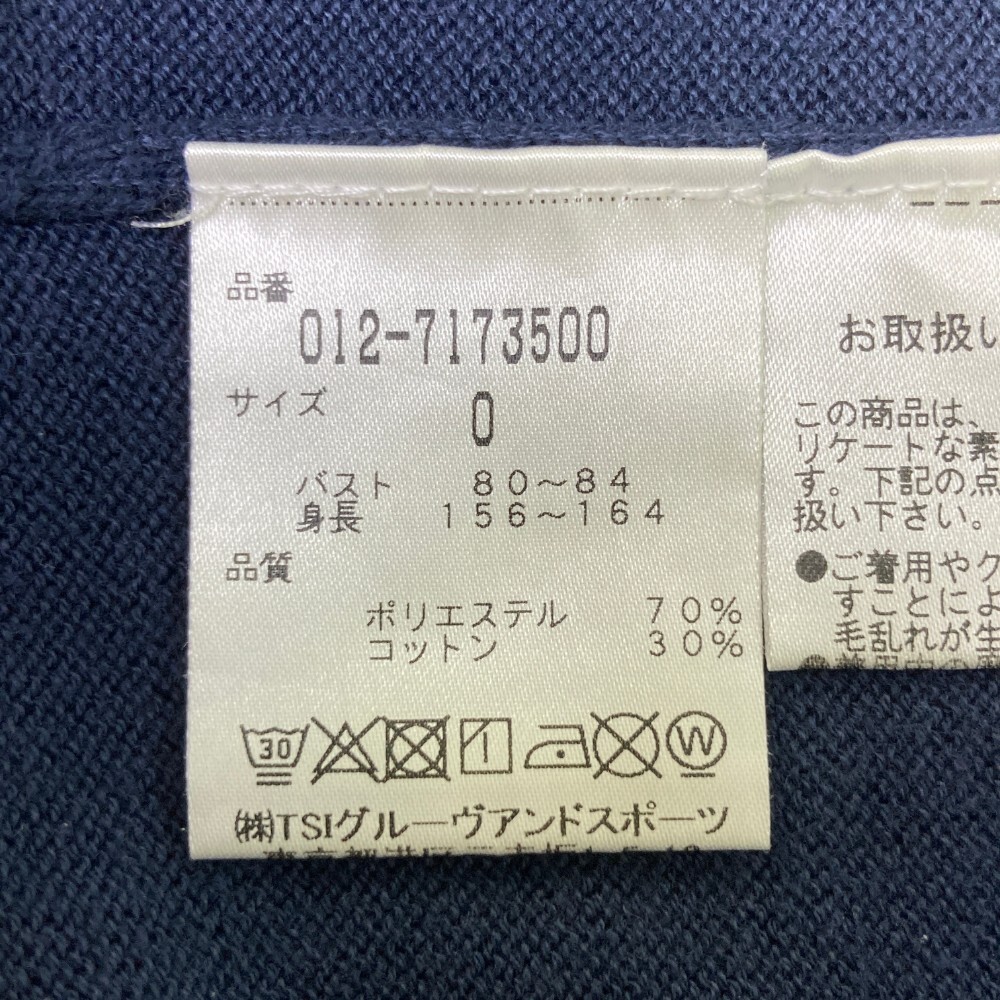 品番
012-7173500
サイズ
0
バスト 80～84
身長 156～164
品質
ポリエステル 70%
コットン 30%
30 1 W
㈱TSIグルーヴアンドスポーツ
お取扱い
この商品は、
リケートな素
す。下記の点
扱い下さい。
●ご着用やク
すことによ
毛乱れが生